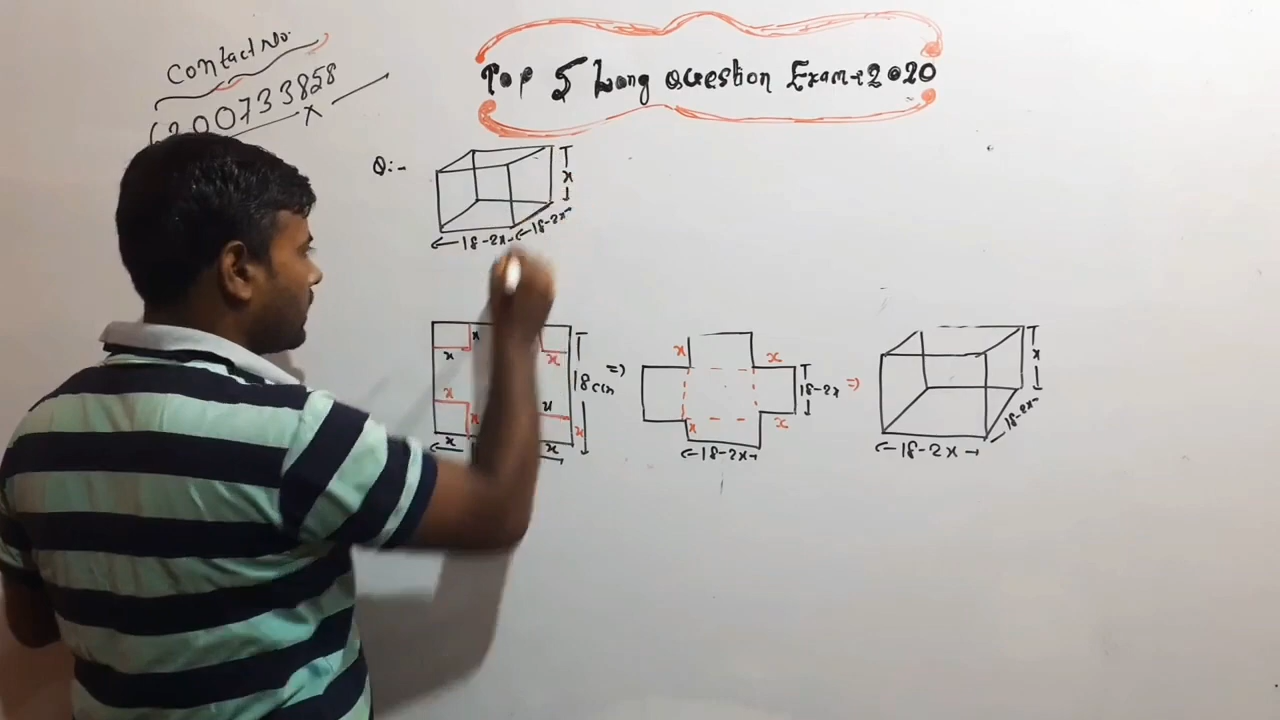 Contact No.
6200733858
x
Top 5 Long Question Exam-2020
Q:-
x
18-2x
18-2x
x
x
x
18cm
=)
x
x
x
x
x
x
x
x
18-2x
=)
x
x
18-2x
x
18-2x
18-2x